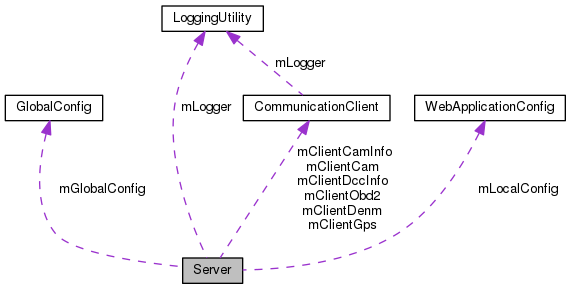 LoggingUtility
mLogger
GlobalConfig
mLogger
CommunicationClient
WebApplicationConfig
mGlobalConfig
mClientCamInfo
mClientCam
mClientDccInfo
mClientObd2
mClientDenm
mClientGps
mLocalConfig
Server